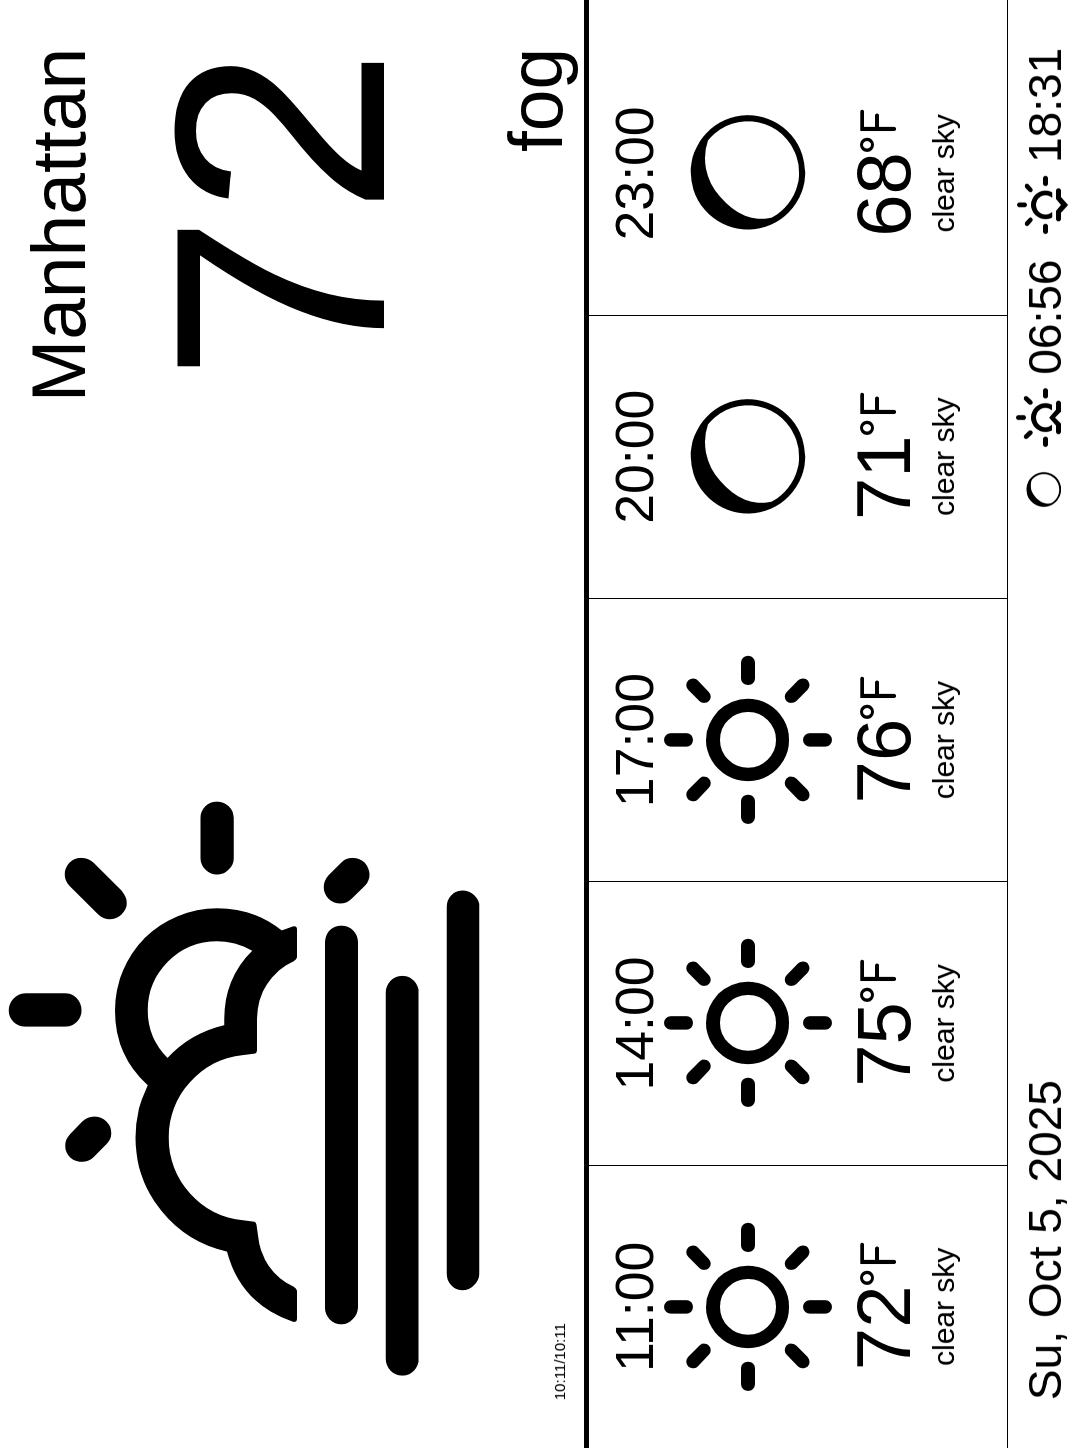 Manhattan
72
fog
10:11/10:11
11:00
72°F
clear sky
14:00
75°F
clear sky
17:00
76°F
clear sky
20:00
71°F
clear sky
23:00
68°F
clear sky
Su, Oct 5, 2025
06:56 18:31